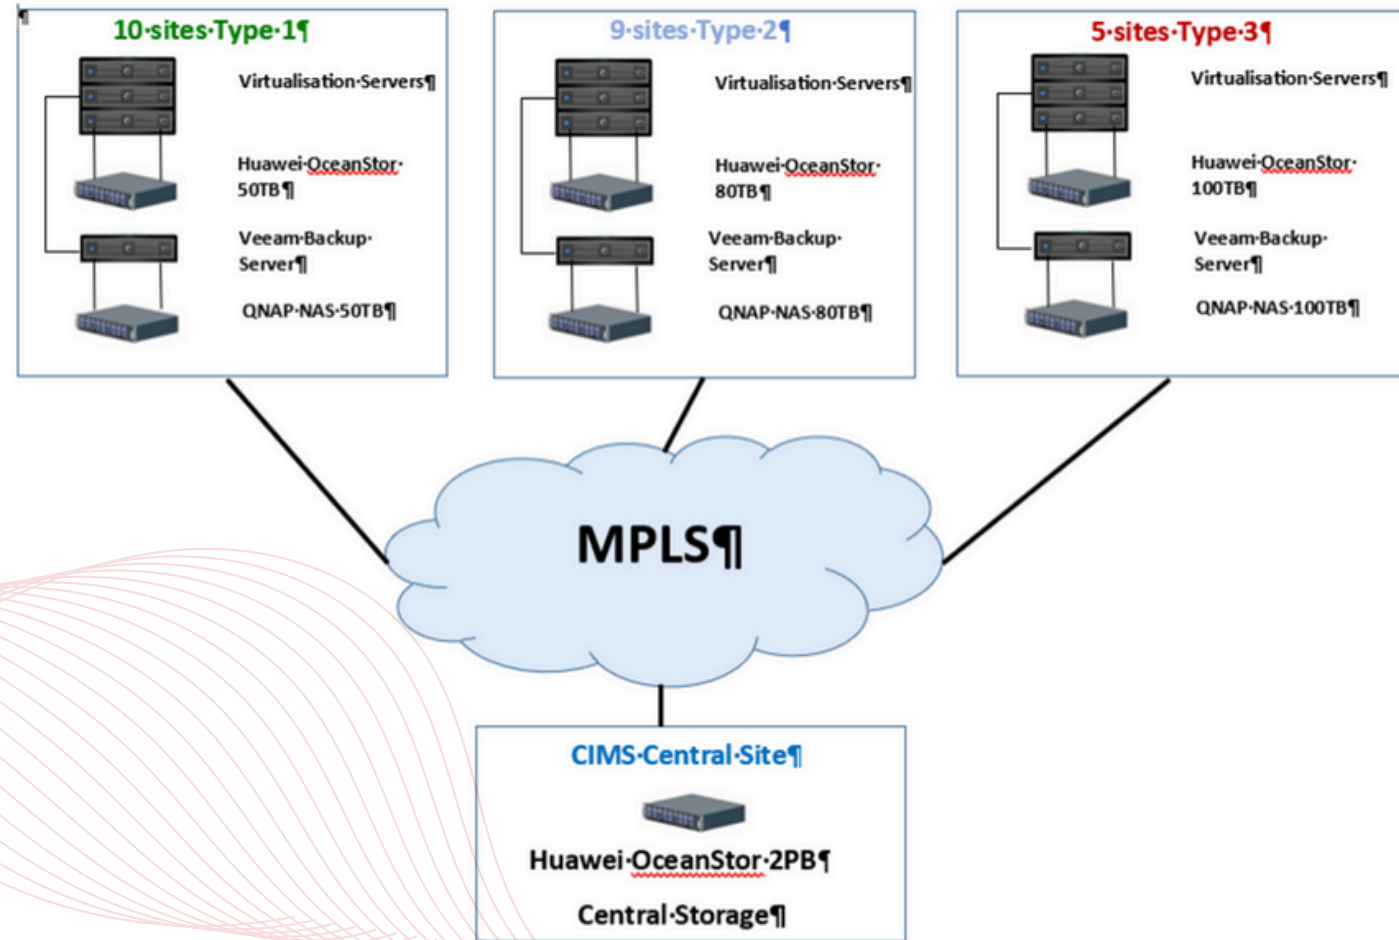 ¶
10·sites·Type·1¶
Virtualisation·Servers¶
Huawei·OceanStor·
50TB¶
Veeam·Backup·
Server¶
QNAP·NAS·50TB¶
9·sites·Type·2¶
Virtualisation·Servers¶
Huawei·OceanStor·
80TB¶
Veeam·Backup·
Server¶
QNAP·NAS·80TB¶
5·sites·Type·3¶
Virtualisation·Servers¶
Huawei·OceanStor·
100TB¶
Veeam·Backup·
Server¶
QNAP·NAS·100TB¶
MPLS¶
CIMS·Central·Site¶
Huawei·OceanStor·2PB¶
Central·Storage¶